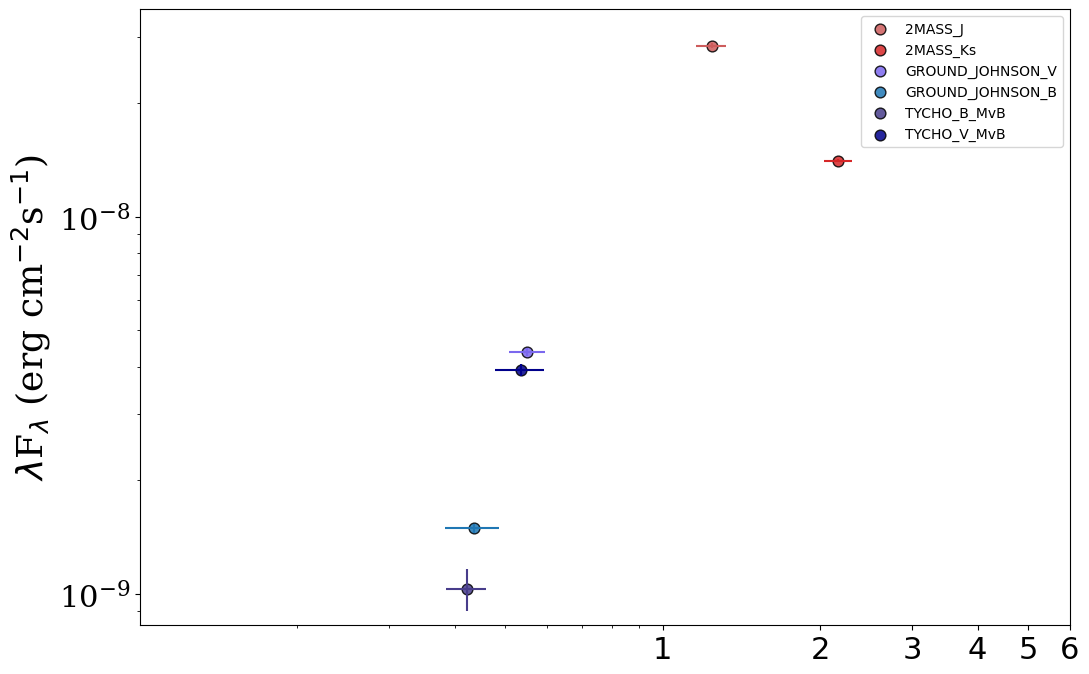 2MASS_J
2MASS_Ks
GROUND_JOHNSON_V
GROUND_JOHNSON_B
TYCHO_B_MvB
TYCHO_V_MvB
λF_λ (erg cm⁻²s⁻¹)
10⁻⁸
10⁻⁹
1 2 3 4 5 6